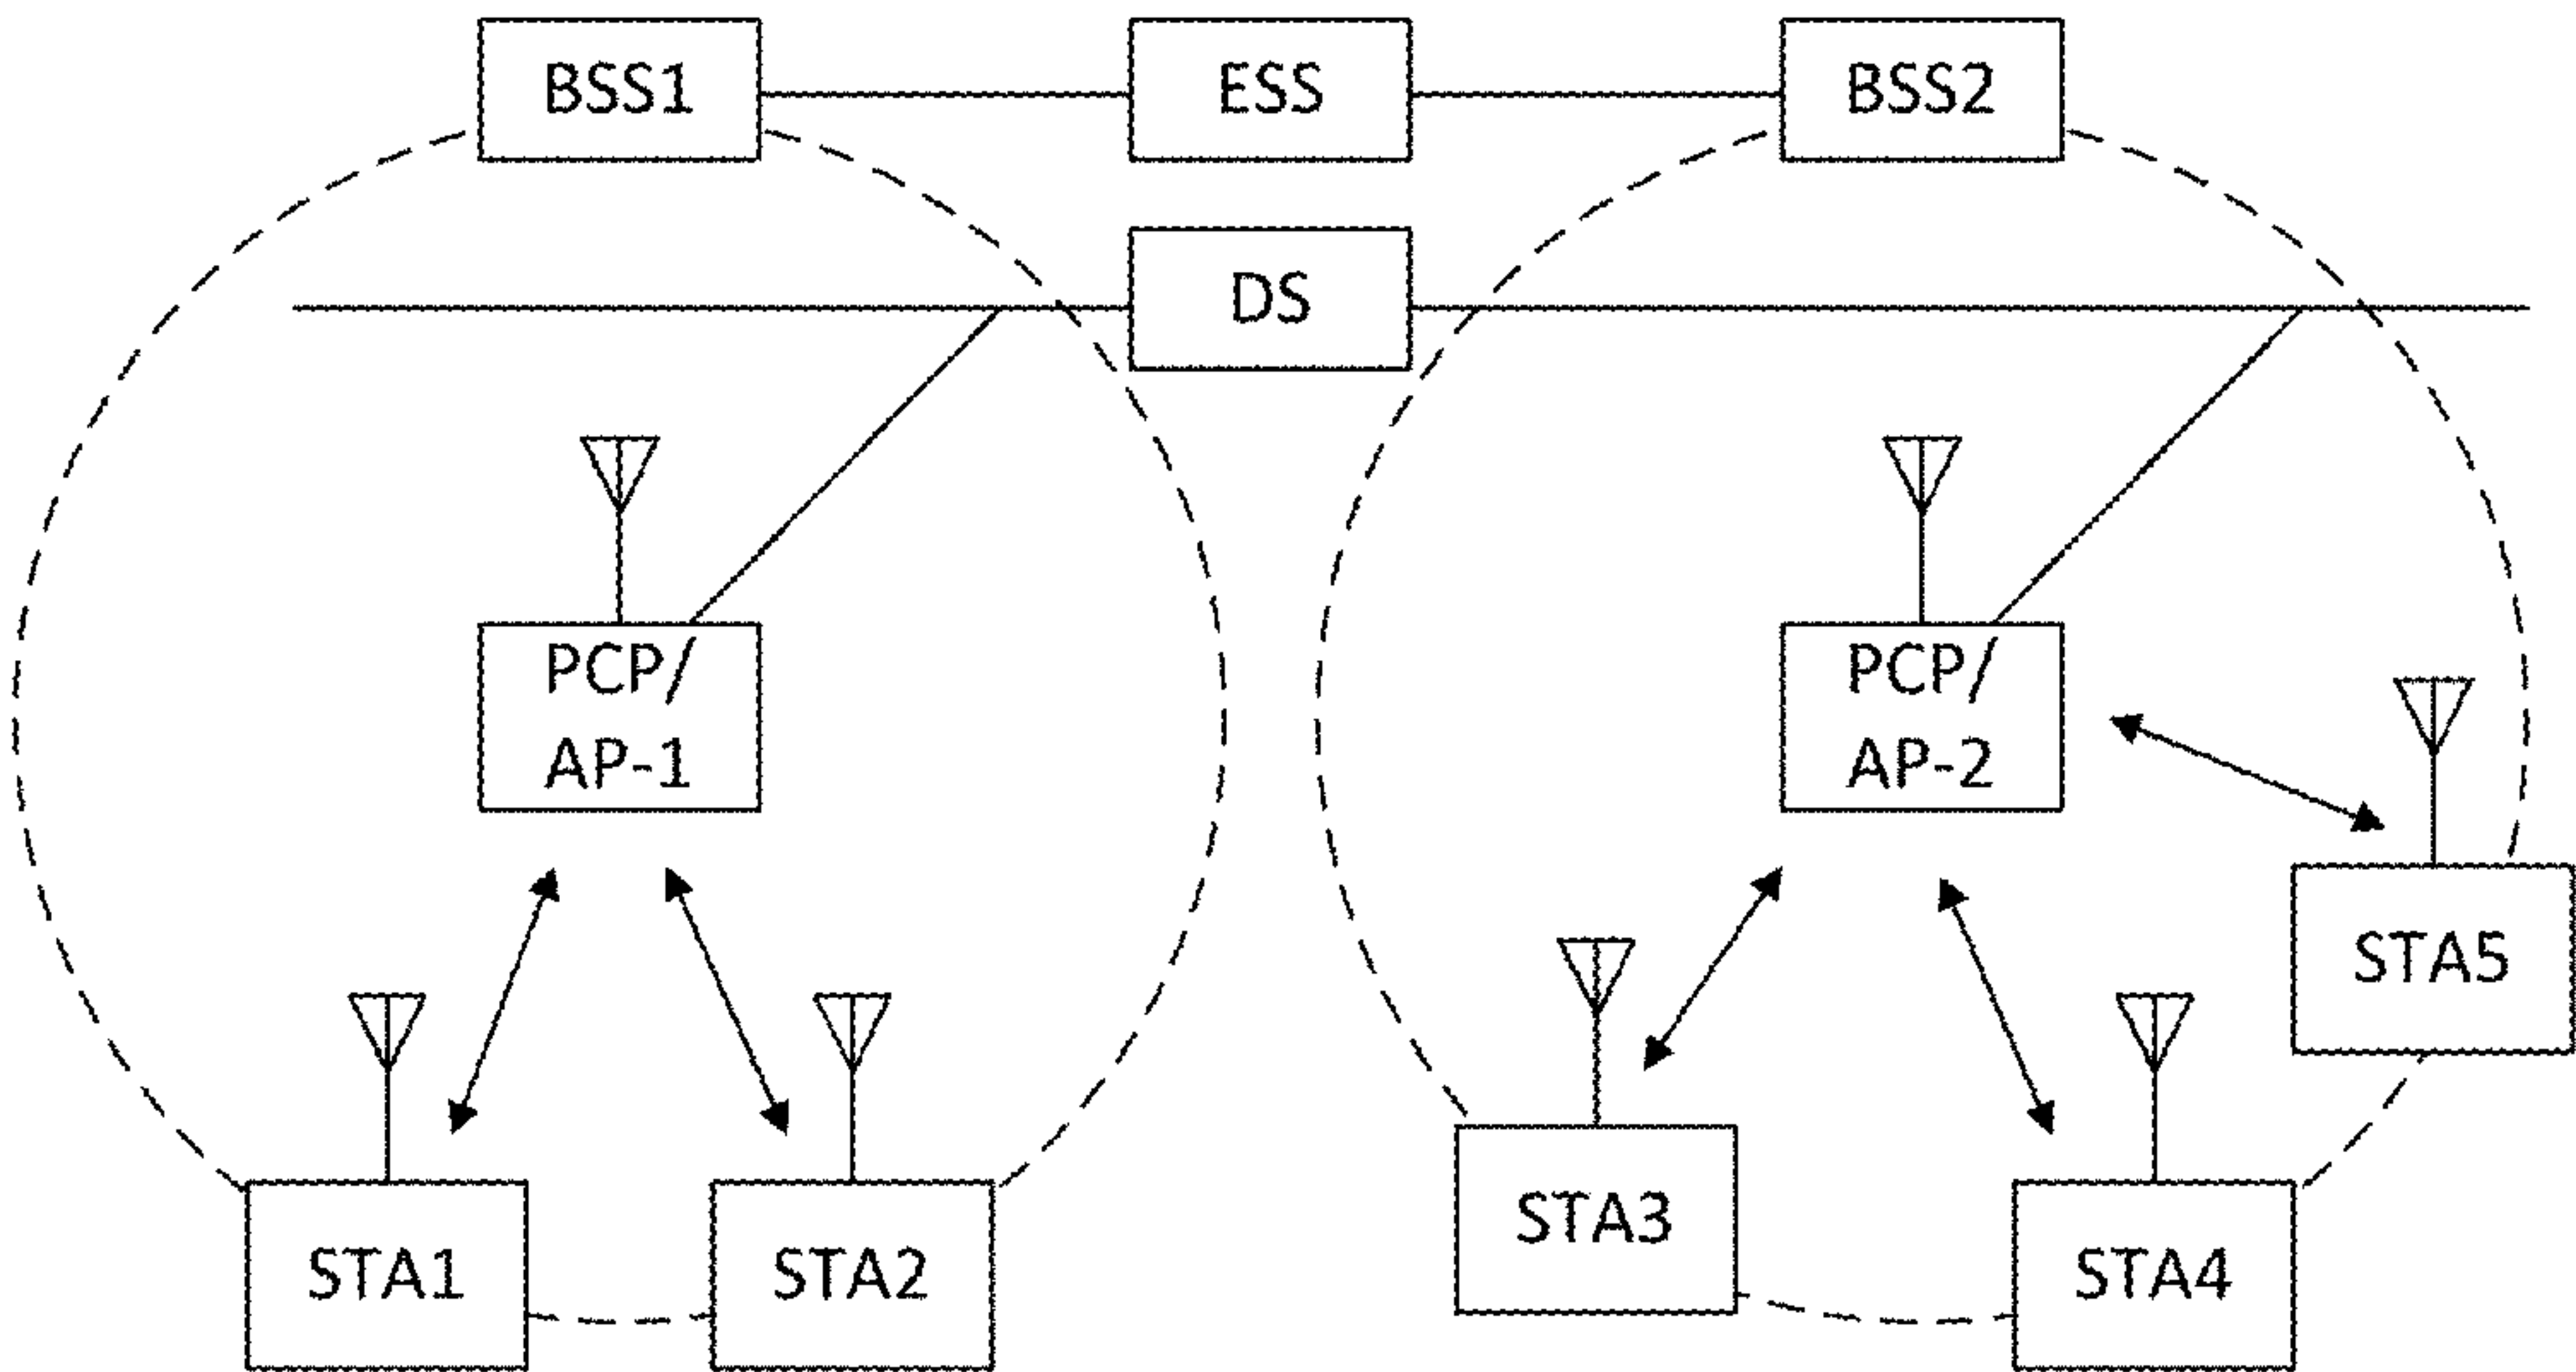 BSS1
ESS
BSS2
DS
PCP/
AP-1
PCP/
AP-2
STA5
STA3
STA1
STA2
STA4